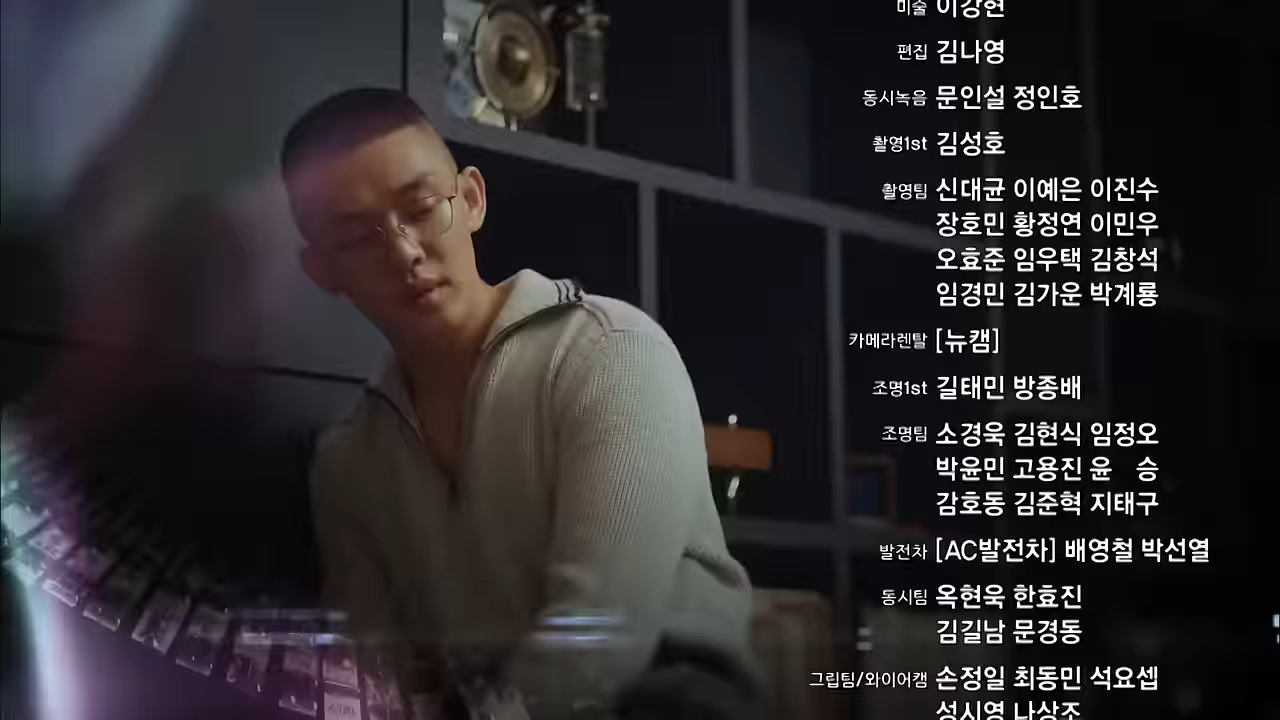 미술 이강현
편집 김나영
동시녹음 문인설 정인호
촬영1st 김성호
촬영팀 신대균 이예은 이진수
장호민 황정연 이민우
오효준 임우택 김창석
임경민 김가운 박계룡
카메라렌탈 [뉴캠]
조명1st 길태민 방종배
조명팀 소경욱 김현식 임정오
박윤민 고용진 윤 승
감호동 김준혁 지태구
발전차 [AC발전차] 배영철 박선열
동시팀 옥현욱 한효진
김길남 문경동
그립팀/와이어캠 손정일 최동민 석요셉
성시영 나상조